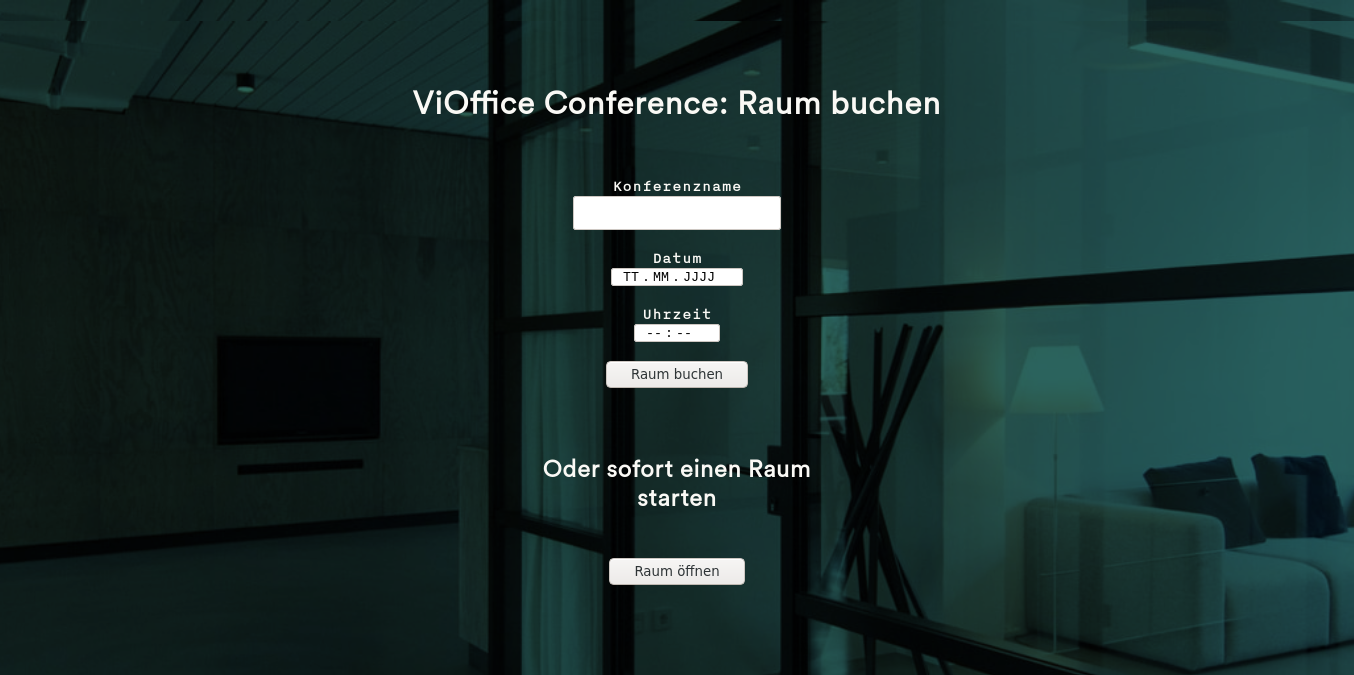 ViOffice Conference: Raum buchen
Konferenzname
Datum
TT.MM.JJJJ
Uhrzeit
--:--
Raum buchen
Oder sofort einen Raum
starten
Raum öffnen